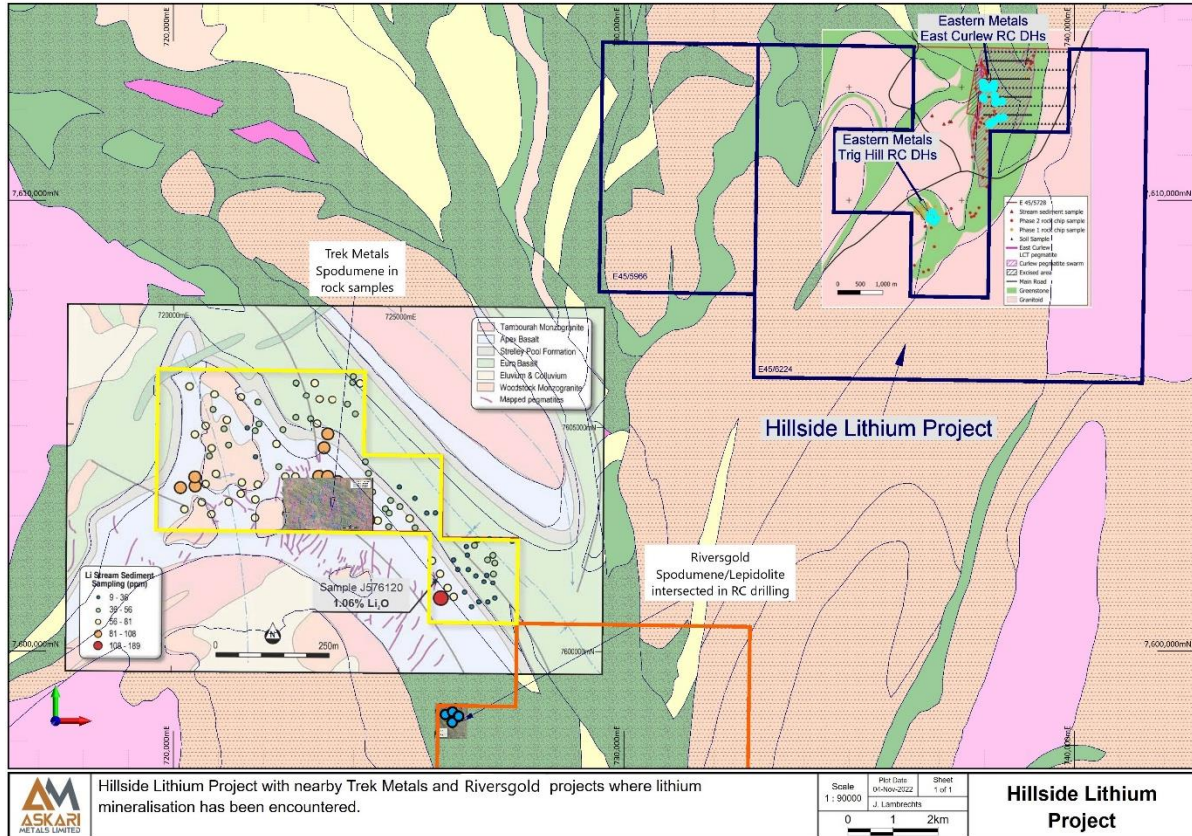 720,000mE
730,000mE
740,000mE
Eastern Metals
East Curlew RC DHs
Eastern Metals
Trig Hill RC DHs
7,610,000mN
7,610,000mN
E 45/5728
Stream sediment sample
Phase 2 rock chip sample
Phase 1 rock chip sample
Soil Sample
East Curlew
LCT pegmatite
Curlew pegmatite swarm
Excised area
Main Road
Greenstone
Granitoid
0 500 1,000 m
E45/5986
E45/6224
Trek Metals
Spodumene in
rock samples
720000mE
725000mE
Tambourah Monzogranite
Apex Basalt
Strelley Pool Formation
Euro Basalt
Eluvium & Colluvium
Woodstock Monzogranite
Mapped pegmatites
7605000mN
Hillside Lithium Project
Riversgold
Spodumene/Lepidolite
intersected in RC drilling
Li Stream Sediment
Sampling (ppm)
9 - 36
36 - 56
56 - 81
81 - 108
108 - 189
Sample J576120
1.06% Li₂O
N
0 250m
7600000mN
7,600,000mN
7,600,000mN
720,000mE
730,000mE
740,000mE
AM
ASKARI
METALS LIMITED
Hillside Lithium Project with nearby Trek Metals and Riversgold projects where lithium
mineralisation has been encountered.
Scale
1 : 90000
Plot Date
04-Nov-2022
Sheet
1 of 1
J. Lambrechts
0 1 2km
Hillside Lithium
Project